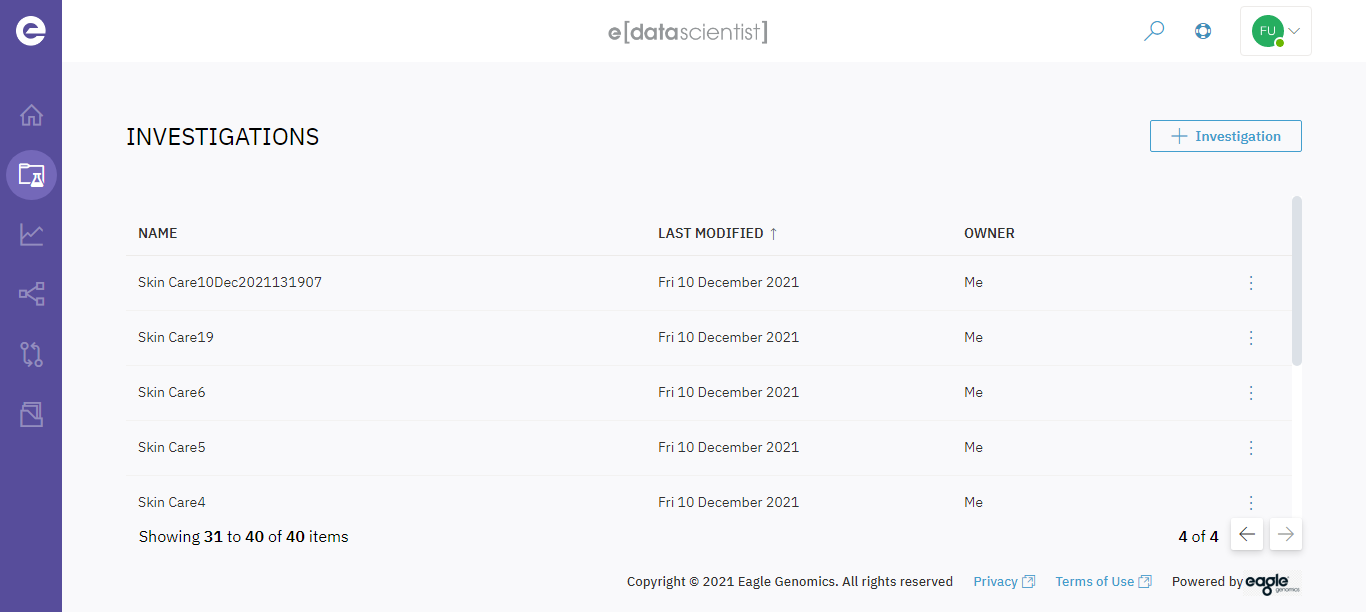 e[datascientist]
FU
INVESTIGATIONS
Investigation
NAME LAST MODIFIED ↑ OWNER
Skin Care10Dec2021131907 Fri 10 December 2021 Me
Skin Care19 Fri 10 December 2021 Me
Skin Care6 Fri 10 December 2021 Me
Skin Care5 Fri 10 December 2021 Me
Skin Care4 Fri 10 December 2021 Me
Showing 31 to 40 of 40 items 4 of 4
Copyright © 2021 Eagle Genomics. All rights reserved Privacy Terms of Use Powered by eagle genomics